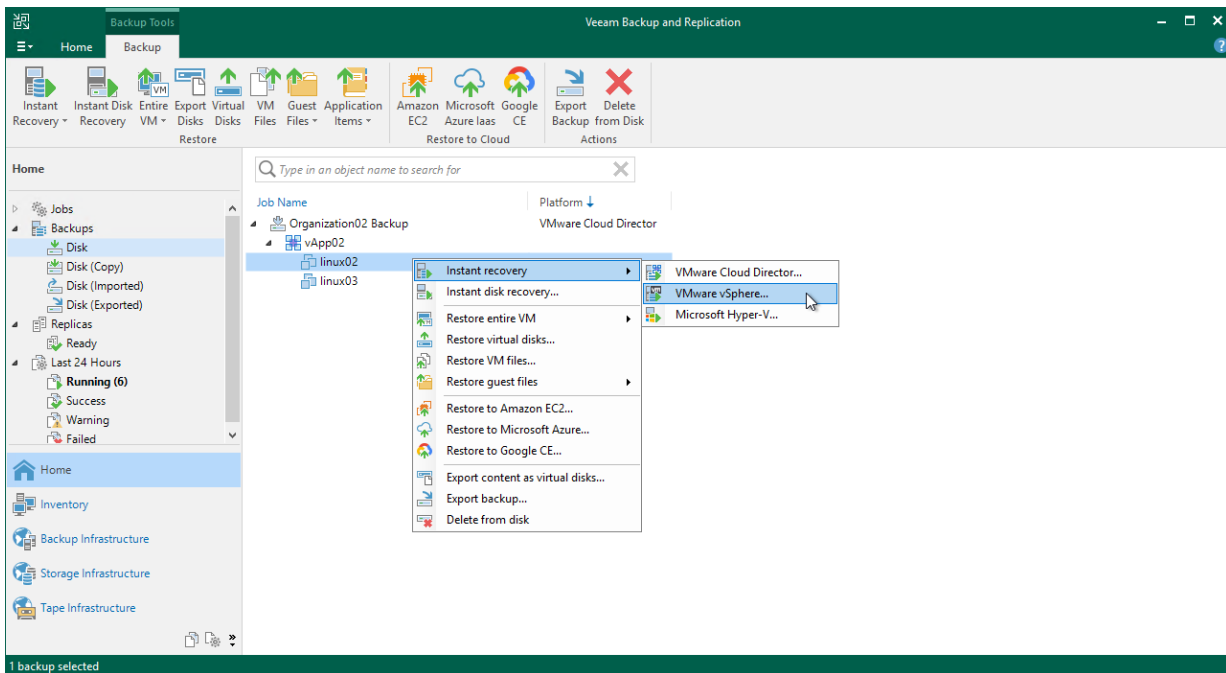 Backup Tools
Veeam Backup and Replication
Home Backup
Instant Recovery
Instant Disk Recovery
Entire VM
Export Disks
Virtual Disks
VM Files
Guest Files
Application Items
Amazon EC2
Microsoft Azure Iaas
Google CE
Export Backup
Delete from Disk
Restore
Restore to Cloud
Actions
Home
Type in an object name to search for
Jobs
Backups
Disk
Disk (Copy)
Disk (Imported)
Disk (Exported)
Replicas
Ready
Last 24 Hours
Running (6)
Success
Warning
Failed
Home
Inventory
Backup Infrastructure
Storage Infrastructure
Tape Infrastructure
Job Name Platform
Organization02 Backup VMware Cloud Director
vApp02
linux02
linux03
Instant recovery
Instant disk recovery...
Restore entire VM
Restore virtual disks...
Restore VM files...
Restore guest files
Restore to Amazon EC2...
Restore to Microsoft Azure...
Restore to Google CE...
Export content as virtual disks...
Export backup...
Delete from disk
VMware Cloud Director...
VMware vSphere...
Microsoft Hyper-V...
1 backup selected